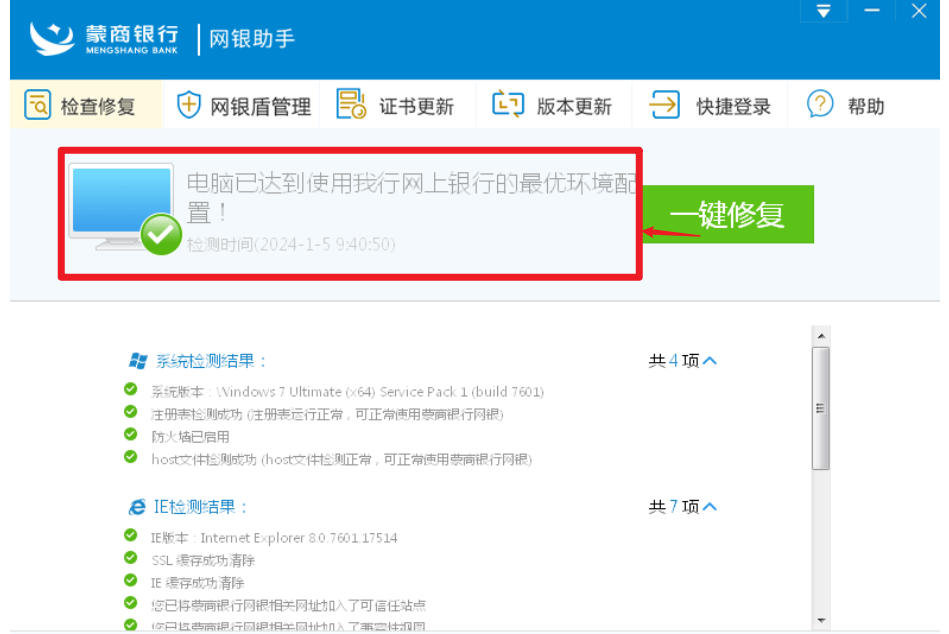 蒙商银行 网银助手
MENGSHANG BANK
检查修复 网银盾管理 证书更新 版本更新 快捷登录 帮助
电脑已达到使用我行网上银行的最优环境配
置！
一键修复
检测时间(2024-1-5 9:40:50)
系统检测结果： 共4项
系统版本：Windows 7 Ultimate (x64) Service Pack 1 (build 7601)
注册表检测成功 (注册表运行正常，可正常使用蒙商银行网银)
防火墙已启用
host文件检测成功 (host文件检测正常，可正常使用蒙商银行网银)
IE检测结果： 共7项
IE版本：Internet Explorer 8.0.7601.17514
SSL 缓存成功清除
IE 缓存成功清除
您已将蒙商银行网银相关网址加入了可信任站点
您已将蒙商银行网银相关网址加入了兼容性视图